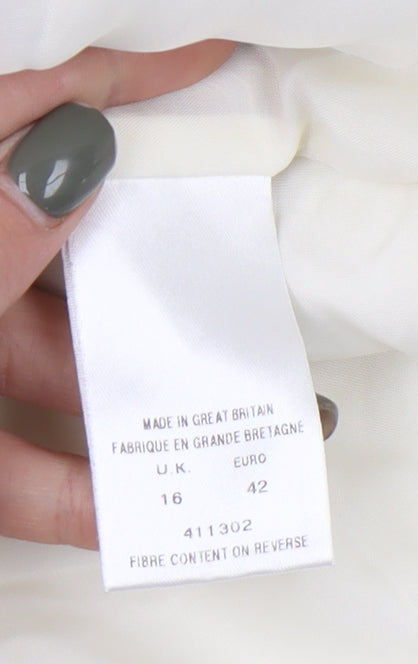 MADE IN GREAT BRITAIN
FABRIQUE EN GRANDE BRETAGNE
U.K. EURO
16 42
411302
FIBRE CONTENT ON REVERSE